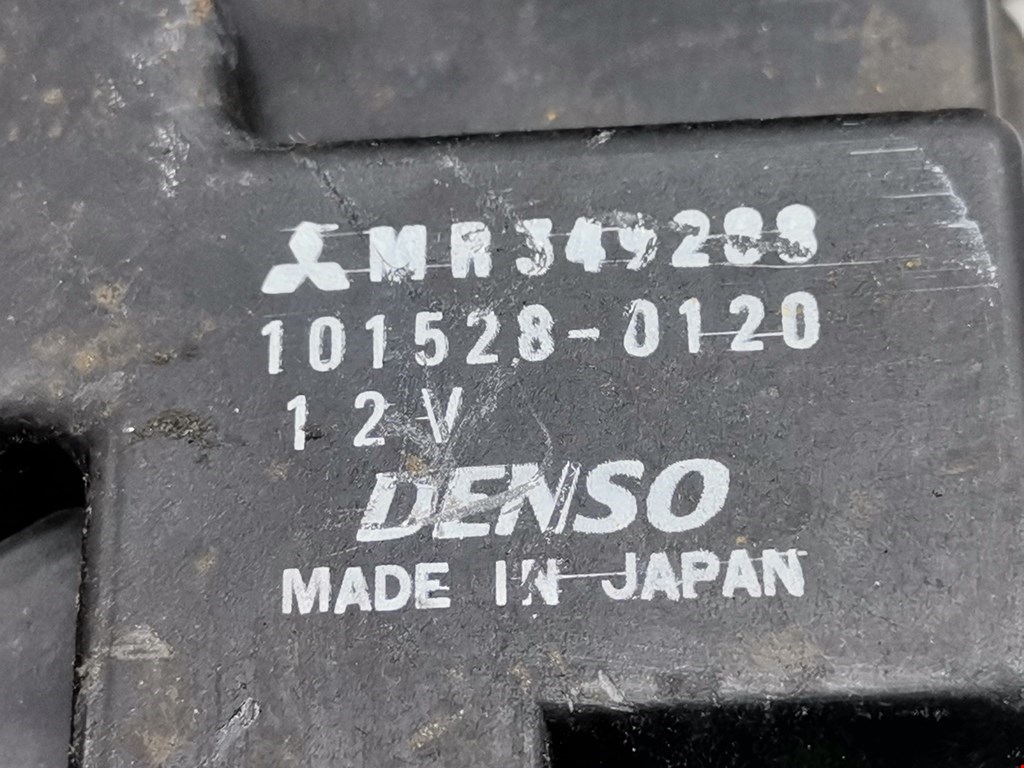 MR349288
101528-0120
12V
DENSO
MADE IN JAPAN